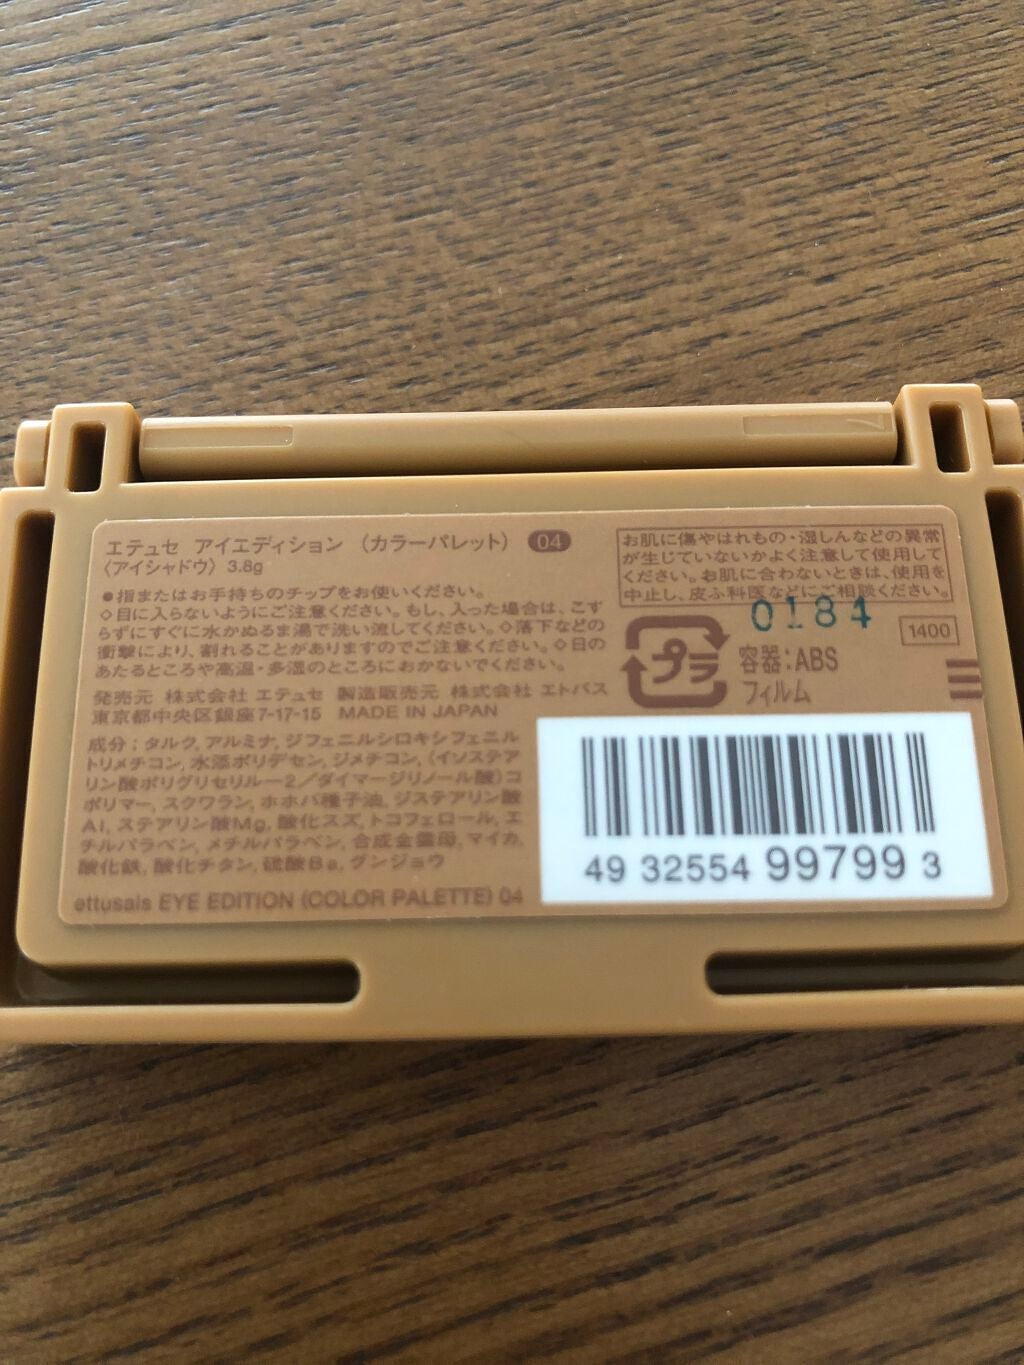 エテュセ アイエディション（カラーパレット） 04
〈アイシャドウ〉3.8g
●指またはお手持ちのチップをお使いください。
◇目に入らないようにご注意ください。もし、入った場合は、こす
らずにすぐに水かぬるま湯で洗い流してください。◇落下などの
衝撃により、割れることがありますのでご注意ください。◇日の
あたるところや高温・多湿のところにおかないでください。
発売元 株式会社 エテュセ 製造販売元 株式会社 エトバス
東京都中央区銀座7-17-15 MADE IN JAPAN
成分：タルク, アルミナ, ジフェニルシロキシフェニル
トリメチコン, 水添ポリデセン, ジメチコン, (イソステア
リン酸ポリグリセリル－2／ダイマージリノール酸)コ
ポリマー, スクワラン, ホホバ種子油, ジステアリン酸
Al, ステアリン酸Mg, 酸化スズ, トコフェロール, エ
チルパラベン, メチルパラベン, 合成金雲母, マイカ,
酸化鉄, 酸化チタン, 硫酸Ba, グンジョウ
ettusais EYE EDITION (COLOR PALETTE) 04
お肌に傷やはれもの・湿しんなどの異常
が生じていないかよく注意して使用して
ください。お肌に合わないときは、使用を
中止し、皮ふ科医などにご相談ください。
0184
1400
プラ
容器：ABS
フィルム
49 32554 99799 3
7